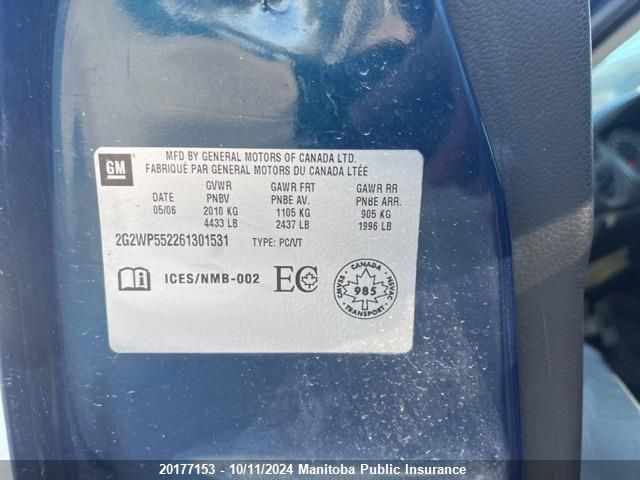 GM
MFD BY GENERAL MOTORS OF CANADA LTD.
FABRIQUÉ PAR GENERAL MOTORS DU CANADA LTÉE
GVWR GAWR FRT GAWR RR
DATE PNBV PNBE AV. PNBE ARR.
05/06 2010 KG 1105 KG 905 KG
4433 LB 2437 LB 1996 LB
2G2WP552261301531 TYPE: PC/VT
ICES/NMB-002 EC
CANADA
CMVSS 985 NSVAC
TRANSPORT
20177153 - 10/11/2024 Manitoba Public Insurance